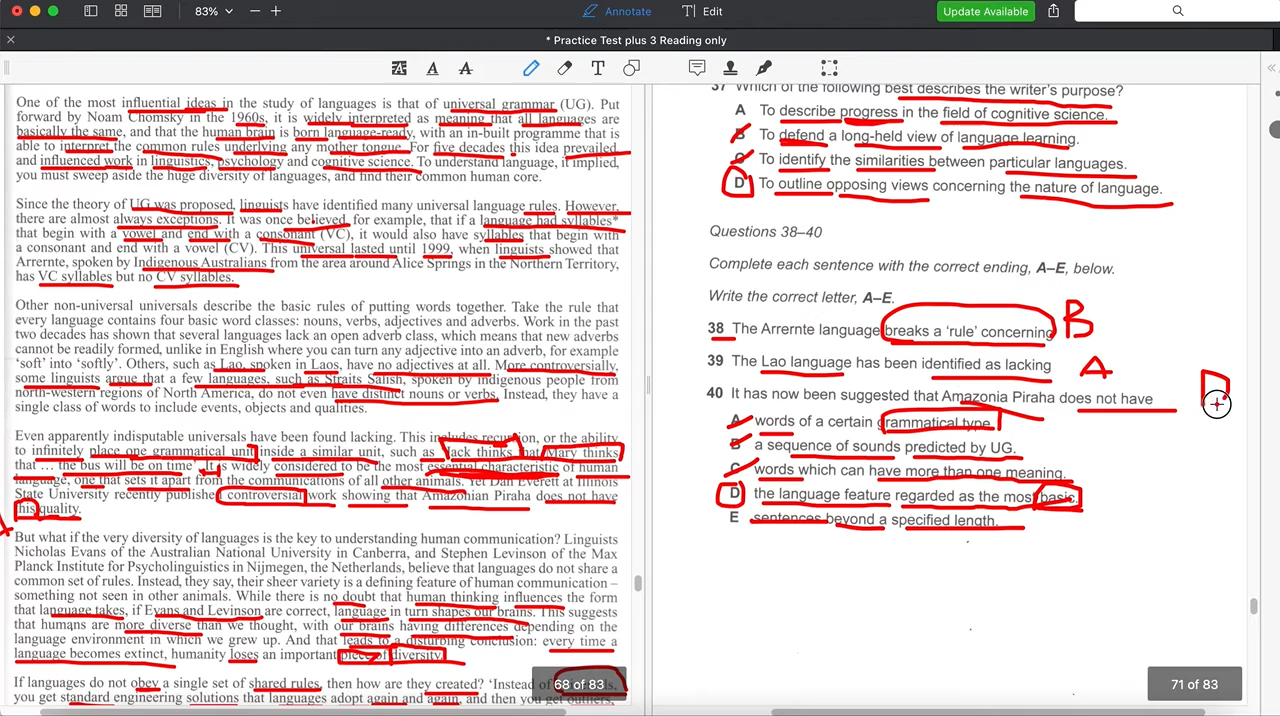 83%
Annotate
Edit
Update Available
* Practice Test plus 3 Reading only
One of the most influential ideas in the study of languages is that of universal grammar (UG). Put
forward by Noam Chomsky in the 1960s, it is widely interpreted as meaning that all languages are
basically the same, and that the human brain is born language-ready, with an in-built programme that is
able to interpret the common rules underlying any mother tongue. For five decades this idea prevailed
and influenced work in linguistics, psychology and cognitive science. To understand language, it implied,
you must sweep aside the huge diversity of languages, and find their common human core.
Since the theory of UG was proposed, linguists have identified many universal language rules. However,
there are almost always exceptions. It was once believed, for example, that if a language had syllables*
that begin with a vowel and end with a consonant (VC), it would also have syllables that begin with
a consonant and end with a vowel (CV). This universal lasted until 1999, when linguists showed that
Arrernte, spoken by Indigenous Australians from the area around Alice Springs in the Northern Territory,
has VC syllables but no CV syllables.
Other non-universal universals describe the basic rules of putting words together. Take the rule that
every language contains four basic word classes: nouns, verbs, adjectives and adverbs. Work in the past
two decades has shown that several languages lack an open adverb class, which means that new adverbs
cannot be readily formed, unlike in English where you can turn any adjective into an adverb, for example
'soft' into 'softly'. Others, such as Lao, spoken in Laos, have no adjectives at all. More controversially,
some linguists argue that a few languages, such as Straits Salish, spoken by indigenous people from
north-western regions of North America, do not even have distinct nouns or verbs. Instead, they have a
single class of words to include events, objects and qualities.
Even apparently indisputable universals have been found lacking. This includes recursion, or the ability
to infinitely place one grammatical unit inside a similar unit, such as 'Jack thinks that Mary thinks
that … the bus will be on time'. It is widely considered to be the most essential characteristic of human
language, one that sets it apart from the communications of all other animals. Yet Dan Everett at Illinois
State University recently published controversial work showing that Amazonian Piraha does not have
this quality.
But what if the very diversity of languages is the key to understanding human communication? Linguists
Nicholas Evans of the Australian National University in Canberra, and Stephen Levinson of the Max
Planck Institute for Psycholinguistics in Nijmegen, the Netherlands, believe that languages do not share a
common set of rules. Instead, they say, their sheer variety is a defining feature of human communication –
something not seen in other animals. While there is no doubt that human thinking influences the form
that language takes, if Evans and Levinson are correct, language in turn shapes our brains. This suggests
that humans are more diverse than we thought, with our brains having differences depending on the
language environment in which we grew up. And that leads to a disturbing conclusion: every time a
language becomes extinct, humanity loses an important piece of diversity.
If languages do not obey a single set of shared rules, then how are they created? 'Instead of
you get standard engineering solutions that languages adopt again and again, and then you get outliers,
68 of 83
37 Which of the following best describes the writer's purpose?
A To describe progress in the field of cognitive science.
B To defend a long-held view of language learning.
C To identify the similarities between particular languages.
D To outline opposing views concerning the nature of language.
Questions 38–40
Complete each sentence with the correct ending, A–E, below.
Write the correct letter, A–E.
38 The Arrernte language breaks a 'rule' concerning B
39 The Lao language has been identified as lacking A
40 It has now been suggested that Amazonia Piraha does not have
A words of a certain grammatical type.
B a sequence of sounds predicted by UG.
C words which can have more than one meaning.
D the language feature regarded as the most basic.
E sentences beyond a specified length.
71 of 83